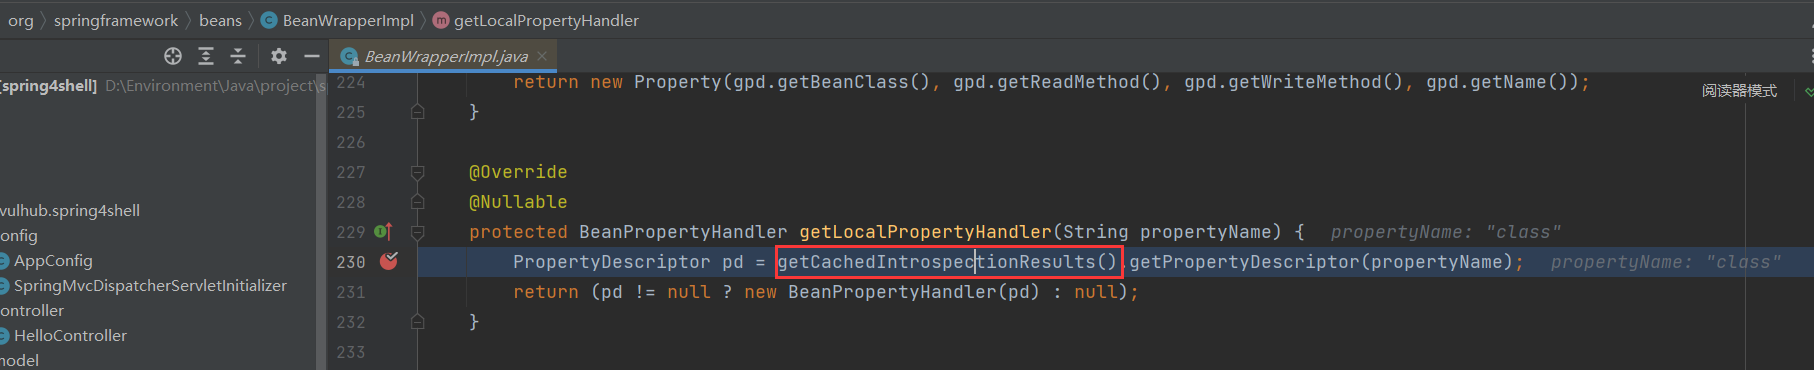 org springframework beans BeanWrapperImpl getLocalPropertyHandler
BeanWrapperImpl.java
[spring4shell] D:\Environment\Java\project\s
阅读器模式
224 return new Property(gpd.getBeanClass(), gpd.getReadMethod(), gpd.getWriteMethod(), gpd.getName());
225 }
226
227 @Override
228 @Nullable
229 protected BeanPropertyHandler getLocalPropertyHandler(String propertyName) { propertyName: "class"
230 PropertyDescriptor pd = getCachedIntrospectionResults().getPropertyDescriptor(propertyName); propertyName: "class"
231 return (pd != null ? new BeanPropertyHandler(pd) : null);
232 }
233
vulhub.spring4shell
onfig
AppConfig
SpringMvcDispatcherServletInitializer
ontroller
HelloController
model